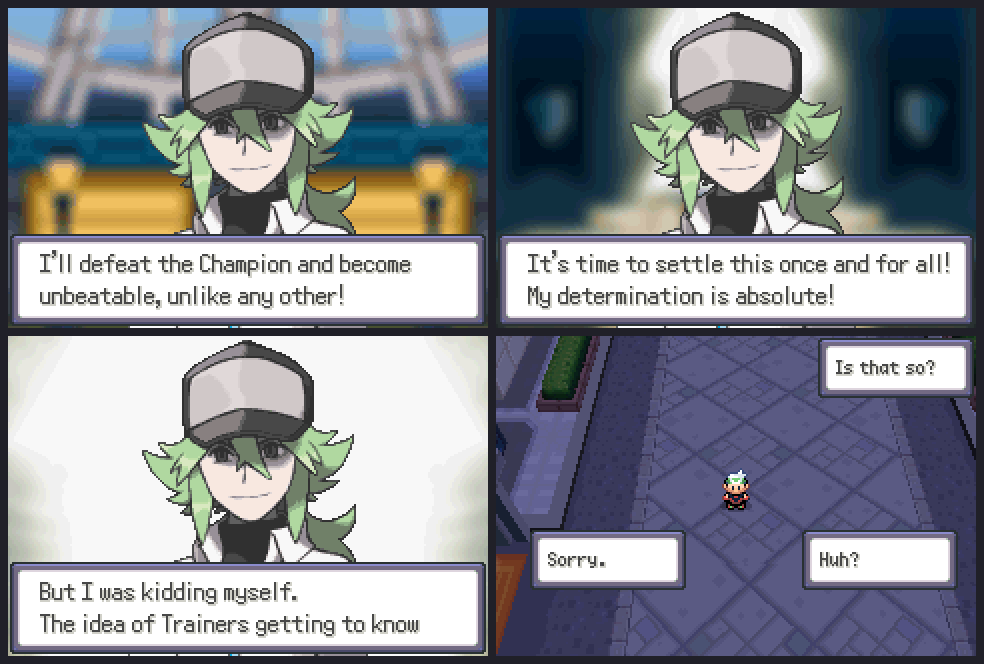 I'll defeat the Champion and become
unbeatable, unlike any other!
It's time to settle this once and for all!
My determination is absolute!
But I was kidding myself.
The idea of Trainers getting to know
Is that so?
Sorry.
Huh?